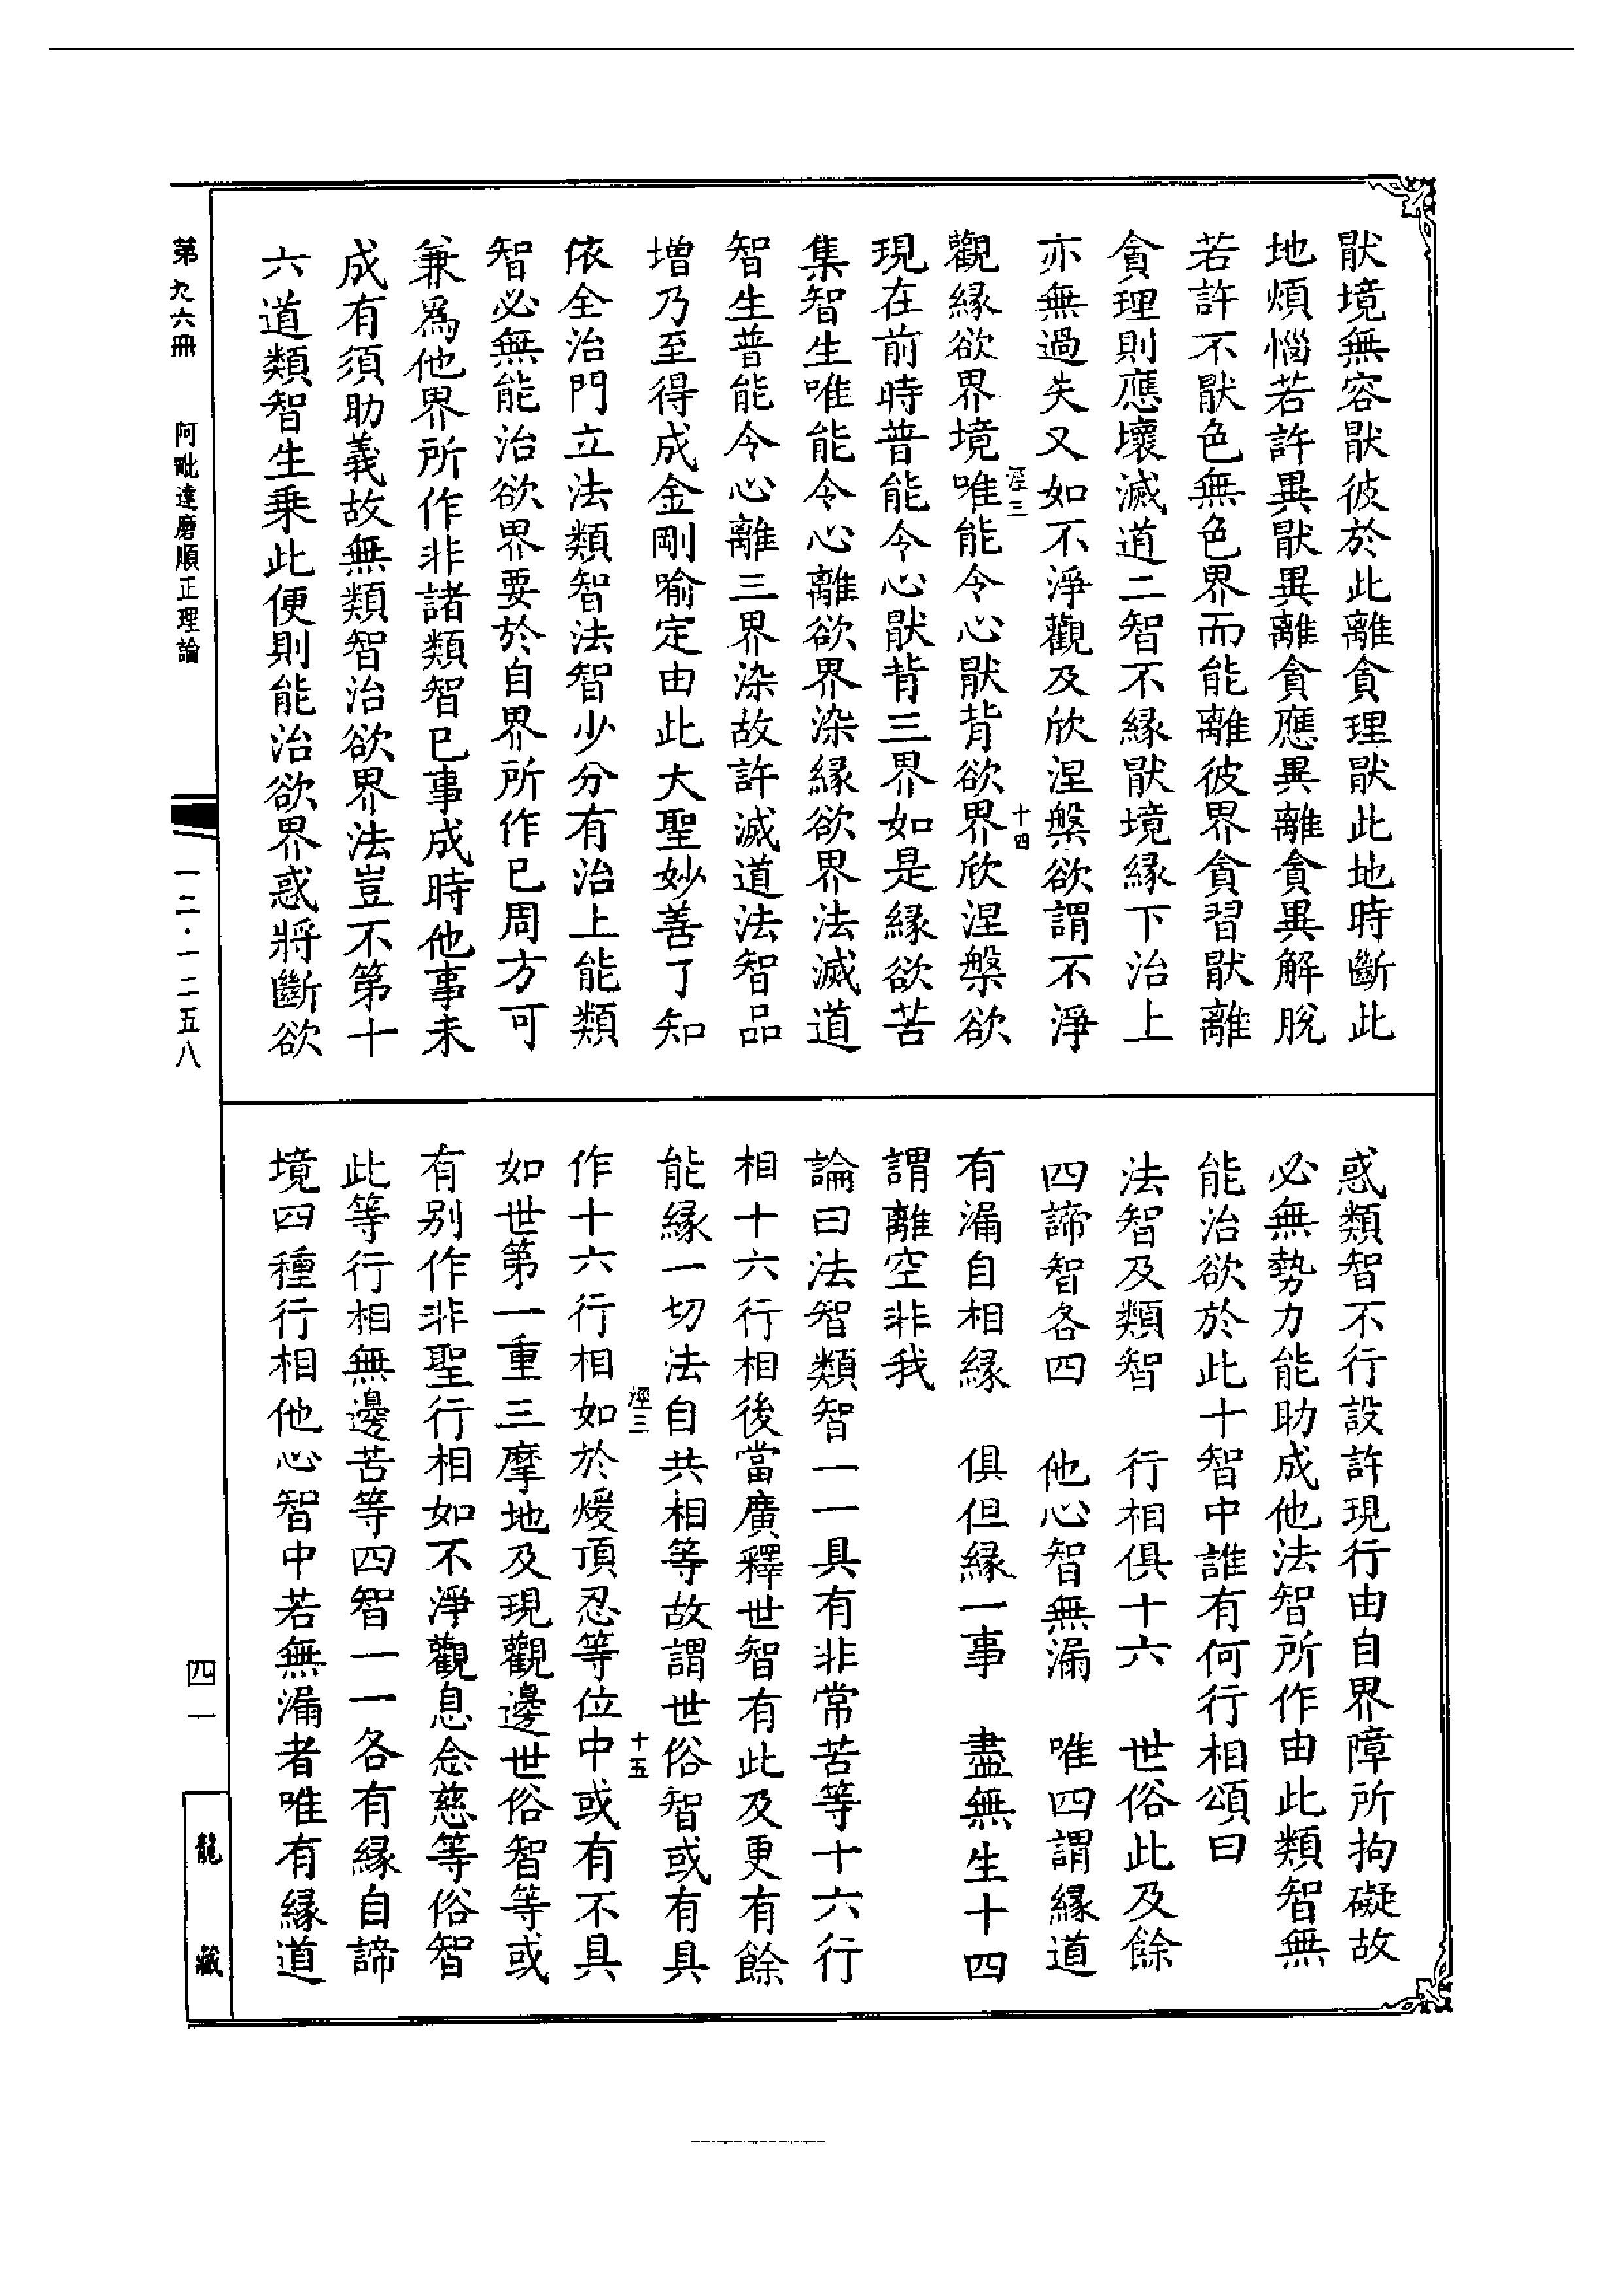 猒境無容猒彼於此離貪理猒此地時斷此
地煩惱若許異猒異離貪應異離貪異解脫
若許不猒色無色界而能離彼界貪習猒離
貪理則應壞滅道二智不緣猒境緣下治上
亦無過失又如不淨觀及欣涅槃欲謂不淨
觀緣欲界境唯能令心猒背欲界欣涅槃欲
現在前時普能令心猒背三界如是緣欲苦
集智生唯能令心離欲界染緣欲界法滅道
智生普能令心離三界染故許滅道法智品
增乃至得成金剛喻定由此大聖妙善了知
依全治門立法類智法智少分有治上能類
智必無能治欲界要於自界所作已周方可
兼爲他界所作非諸類智已事成時他事未
成有須助義故無類智治欲界法豈不第十
六道類智生乘此便則能治欲界惑將斷欲
惑類智不行設許現行由自界障所拘礙故
必無勢力能助成他法智所作由此類智無
能治欲於此十智中誰有何行相頌曰
法智及類智 行相俱十六 世俗此及餘
四諦智各四 他心智無漏 唯四謂緣道
有漏自相緣 俱但緣一事 盡無生十四
謂離空非我
論曰法智類智一一具有非常苦等十六行
相十六行相後當廣釋世智有此及更有餘
能緣一切法自共相等故謂世俗智或有具
作十六行相如於煖頂忍等位中或有不具
如世第一重三摩地及現觀邊世俗智等或
有別作非聖行相如不淨觀息念慈等俗智
此等行相無邊苦等四智一一各有緣自諦
境四種行相他心智中若無漏者唯有緣道
涇三
十四
涇三
十五
第九六冊
阿毗達磨順正理論
一二·一二五八
四一
龍藏